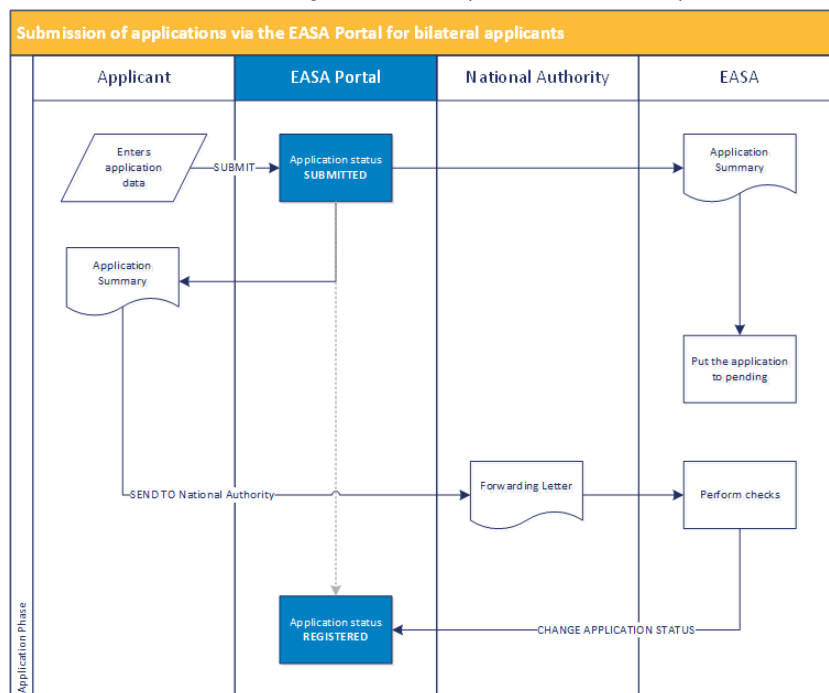 Submission of applications via the EASA Portal for bilateral applicants
Applicant
EASA Portal
National Authority
EASA
Enters
application
data
SUBMIT
Application status
SUBMITTED
Application
Summary
Application
Summary
Put the application
to pending
SEND TO National Authority
Forwarding Letter
Perform checks
Application status
REGISTERED
CHANGE APPLICATION STATUS
Application Phase